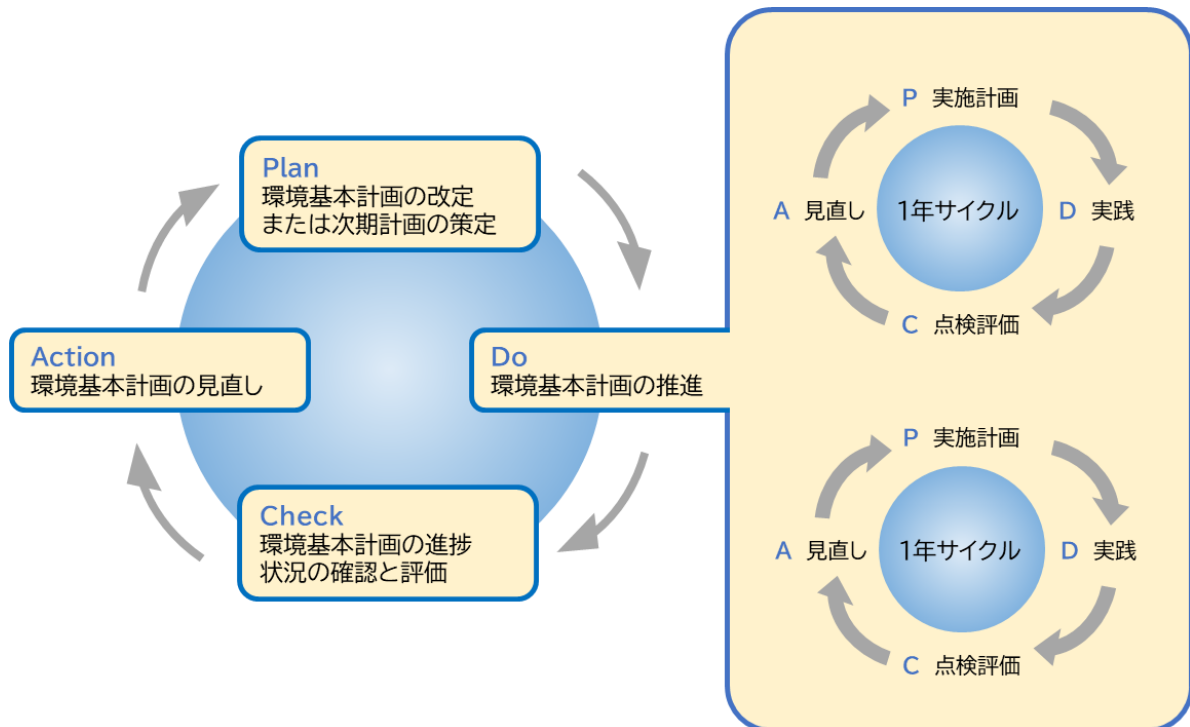 Plan
環境基本計画の改定
または次期計画の策定
Do
環境基本計画の推進
Check
環境基本計画の進捗
状況の確認と評価
Action
環境基本計画の見直し
P 実施計画
1年サイクル
A 見直し
D 実践
C 点検評価
P 実施計画
1年サイクル
A 見直し
D 実践
C 点検評価